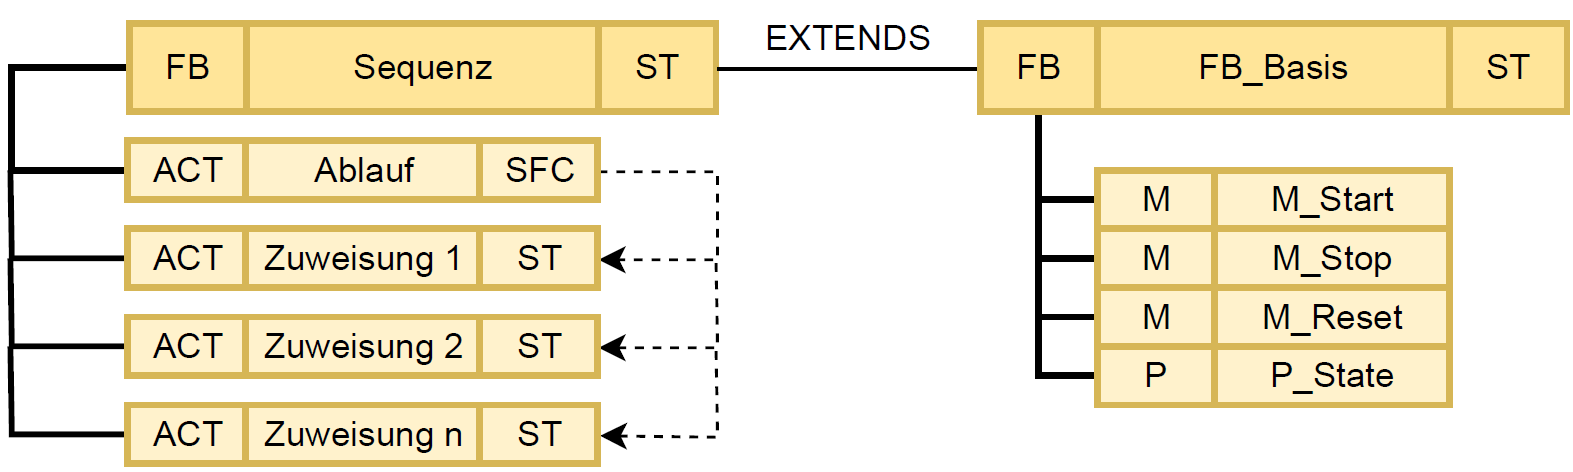 FB Sequenz ST
EXTENDS
FB FB_Basis ST
ACT Ablauf SFC
ACT Zuweisung 1 ST
ACT Zuweisung 2 ST
ACT Zuweisung n ST
M M_Start
M M_Stop
M M_Reset
P P_State